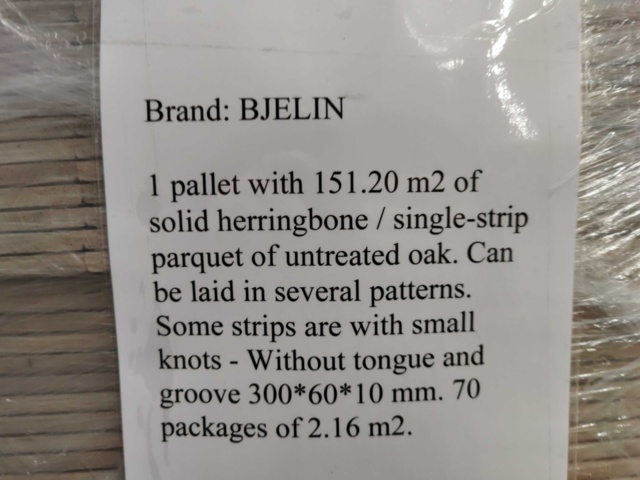 Brand: BJELIN
1 pallet with 151.20 m2 of
solid herringbone / single-strip
parquet of untreated oak. Can
be laid in several patterns.
Some strips are with small
knots - Without tongue and
groove 300*60*10 mm. 70
packages of 2.16 m2.